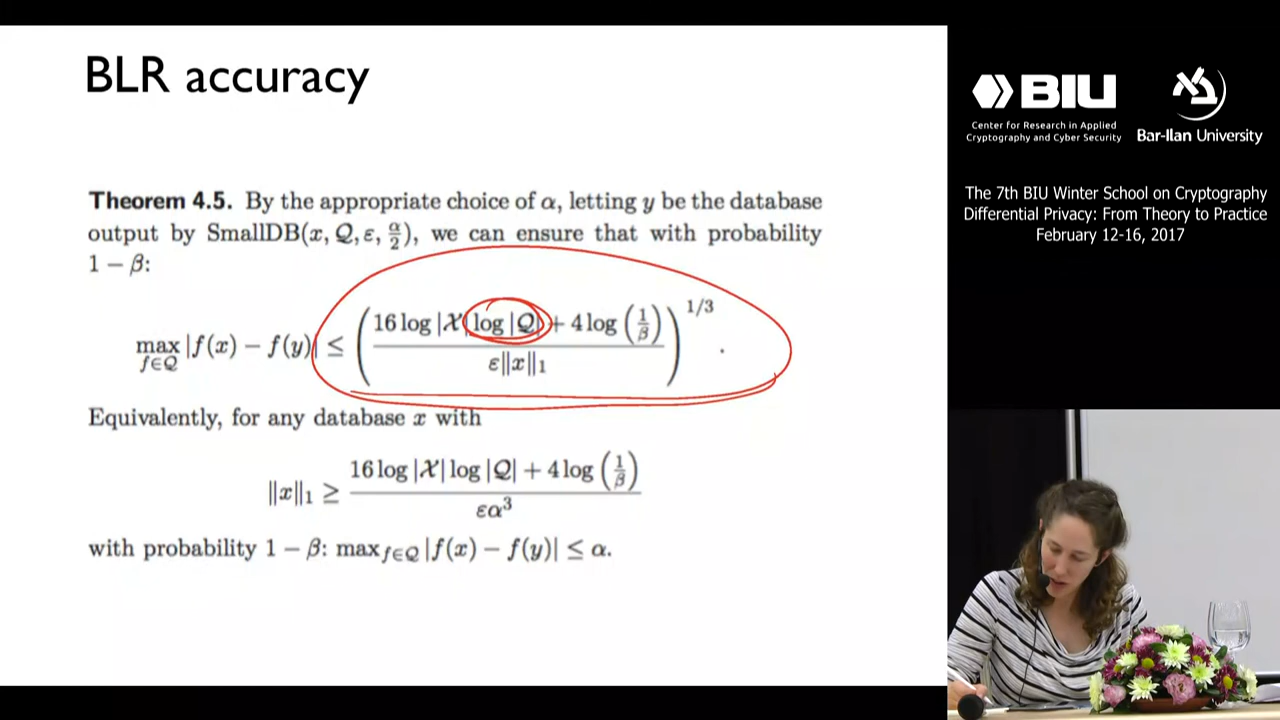 BLR accuracy
Theorem 4.5. By the appropriate choice of α, letting y be the database
output by SmallDB(x, Q, ε, α/2), we can ensure that with probability
1 − β:
max_{f∈Q} |f(x) − f(y)| ≤ ( (16 log |X| log |Q| + 4 log (1/β)) / (ε||x||₁) )^{1/3} .
Equivalently, for any database x with
||x||₁ ≥ (16 log |X| log |Q| + 4 log (1/β)) / (εα³)
with probability 1 − β: max_{f∈Q} |f(x) − f(y)| ≤ α.
BIU
Center for Research in Applied
Cryptography and Cyber Security
Bar-Ilan University
The 7th BIU Winter School on Cryptography
Differential Privacy: From Theory to Practice
February 12-16, 2017